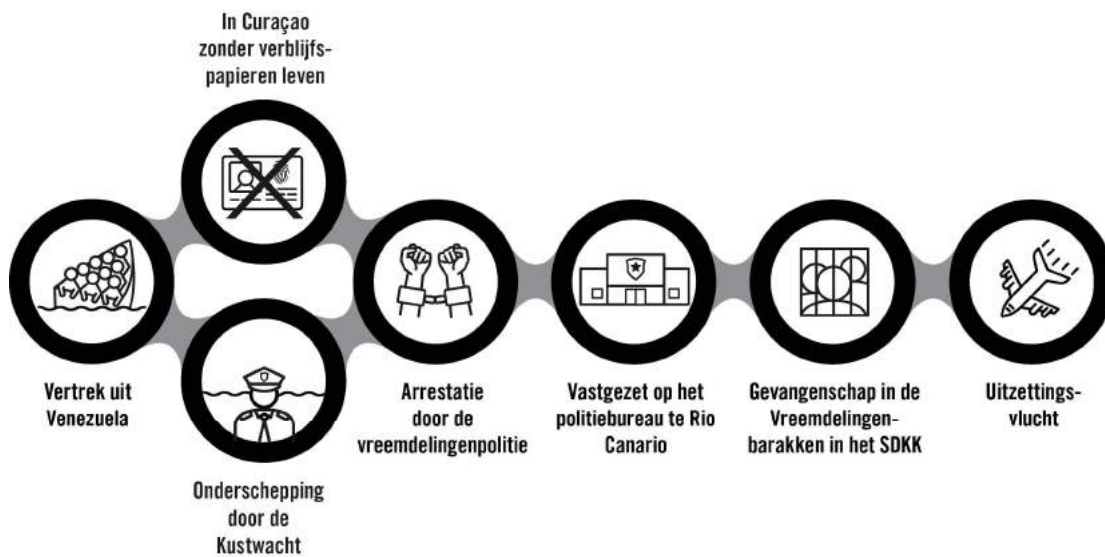 In Curaçao
zonder verblijfs-
papieren leven
Vertrek uit
Venezuela
Onderschepping
door de
Kustwacht
Arrestatie
door de
vreemdelingenpolitie
Vastgezet op het
politiebureau te Rio
Canario
Gevangenschap in de
Vreemdelingen-
barakken in het SDKK
Uitzettings-
vlucht